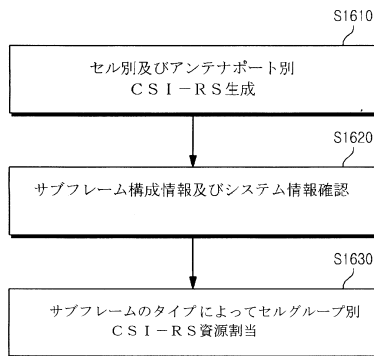 S1610
セル別及びアンテナポート別
ＣＳＩ－ＲＳ生成
S1620
サブフレーム構成情報及びシステム情報確認
S1630
サブフレームのタイプによってセルグループ別
ＣＳＩ－ＲＳ資源割当